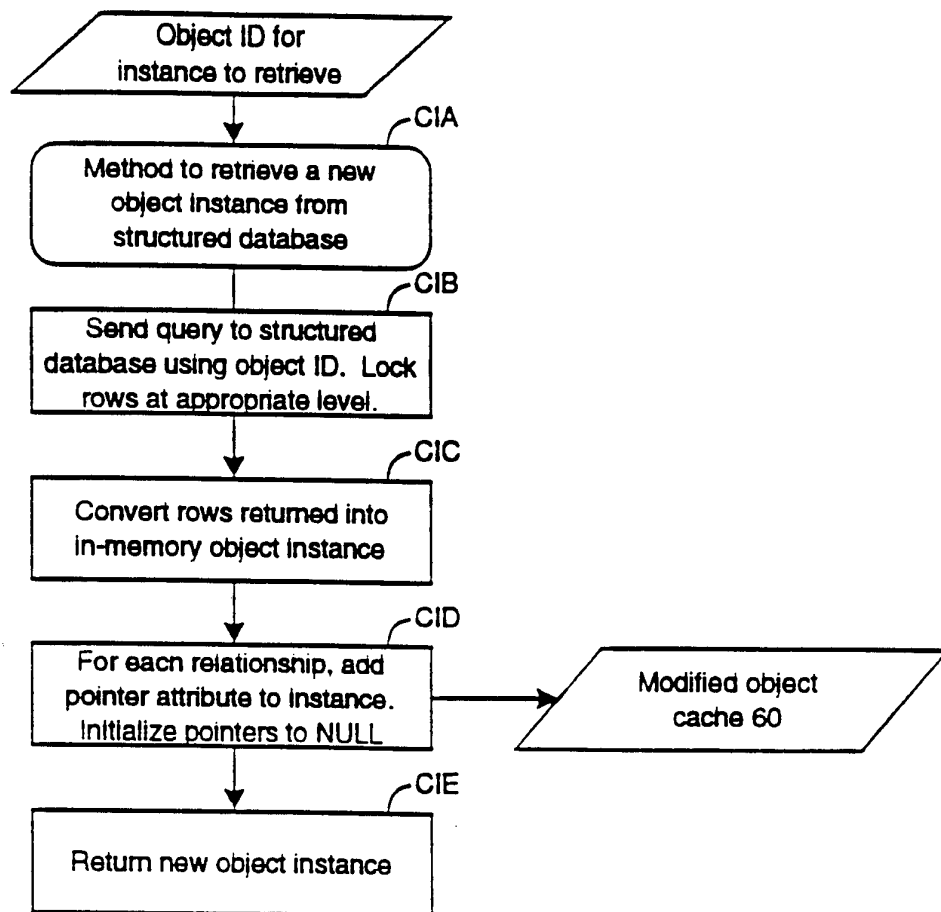 Object ID for
instance to retrieve
CIA
Method to retrieve a new
object instance from
structured database
CIB
Send query to structured
database using object ID. Lock
rows at appropriate level.
CIC
Convert rows returned into
in-memory object instance
CID
For each relationship, add
pointer attribute to instance.
Initialize pointers to NULL
Modified object
cache 60
CIE
Return new object instance